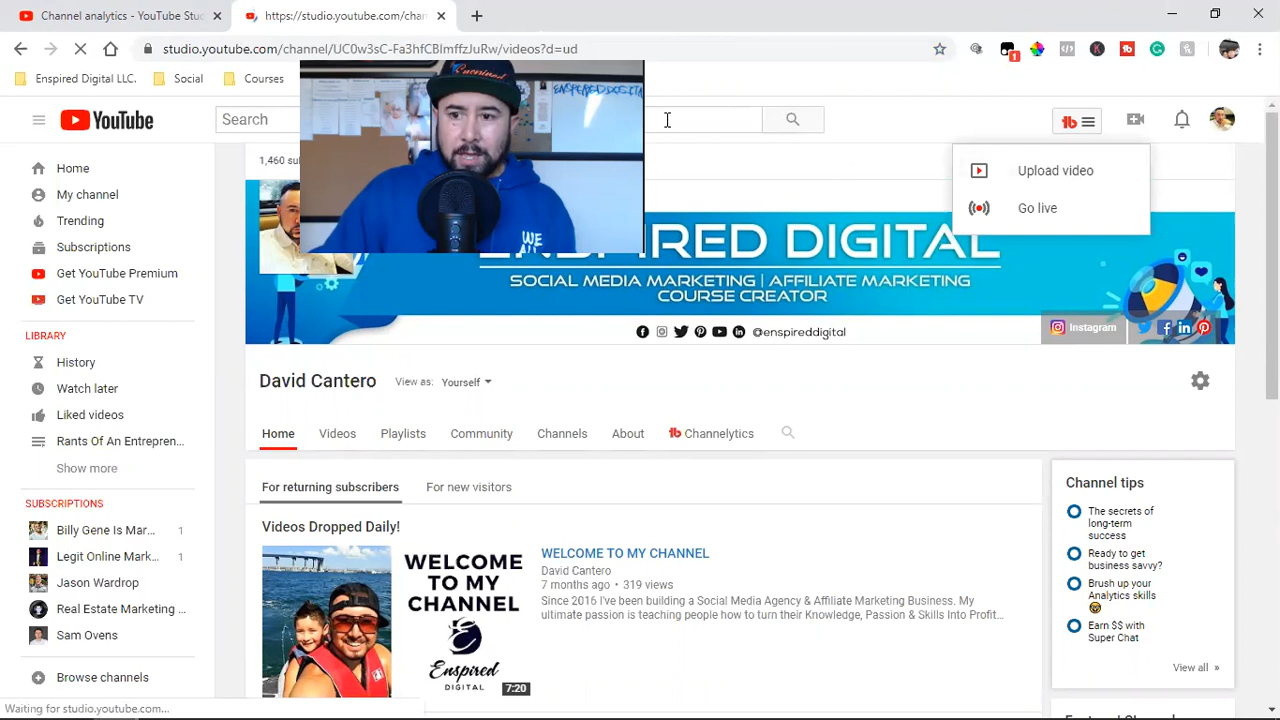 Channel analytics - YouTube Stu
https://studio.youtube.com/char
studio.youtube.com/channel/UC0w3sC-Fa3hfCBlmffzJuRw/videos?d=ud
1
Enspired Digital LLC.
Courses
YouTube
Search
Upload video
Go live
Home
My channel
Trending
Subscriptions
Get YouTube Premium
Get YouTube TV
LIBRARY
History
Watch later
Liked videos
Rants Of An Entrepren...
Show more
SUBSCRIPTIONS
Billy Gene Is Mar... 1
Legit Online Mark... 1
Jason Wardrop
Real Estate Marketing ...
Sam Ovens
Browse channels
Waiting for studio.youtube.com...
DIGITAL
SOCIAL MEDIA MARKETING | AFFILIATE MARKETING
COURSE CREATOR
@enspireddigital
Instagram
David Cantero
View as: Yourself
Home Videos Playlists Community Channels About Channelytics
For returning subscribers For new visitors
Videos Dropped Daily!
WELCOME
TO MY
CHANNEL
Enspired
DIGITAL
7:20
WELCOME TO MY CHANNEL
David Cantero
7 months ago • 319 views
Since 2016 I've been building a Social Media Agency & Affiliate Marketing Business, My
ultimate passion is teaching people how to turn their Knowledge, Passion & Skills Into Profit...
Channel tips
The secrets of
long-term
success
Ready to get
business savvy?
Brush up your
Analytics skills
Earn $$ with
Super Chat
View all »